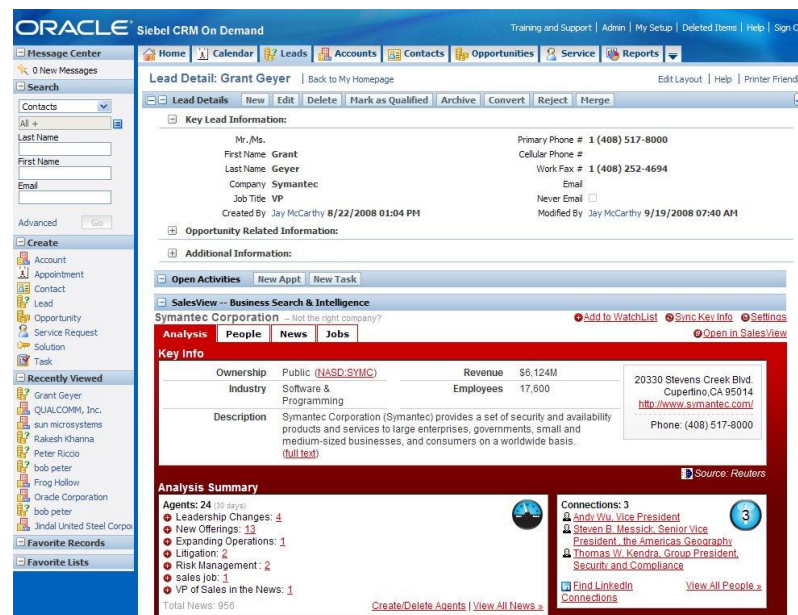 ORACLE Siebel CRM On Demand
Training and Support | Admin | My Setup | Deleted Items | Help | Sign O
Message Center
0 New Messages
Search
Contacts
All +
Last Name
First Name
Email
Advanced Go
Create
Account
Appointment
Contact
Lead
Opportunity
Service Request
Solution
Task
Recently Viewed
Grant Geyer
QUALCOMM, Inc.
sun microsystems
Rakesh Khanna
Peter Riccio
bob peter
Frog Hollow
Oracle Corporation
bob peter
Jindal United Steel Corpor
Favorite Records
Favorite Lists
Home Calendar Leads Accounts Contacts Opportunities Service Reports
Lead Detail: Grant Geyer | Back to My Homepage
Edit Layout | Help | Printer Friend
Lead Details New Edit Delete Mark as Qualified Archive Convert Reject Merge
Key Lead Information:
Mr./Ms. Primary Phone # 1 (408) 517-8000
First Name Grant Cellular Phone #
Last Name Geyer Work Fax # 1 (408) 252-4694
Company Symantec Email
Job Title VP Never Email
Created By Jay McCarthy 8/22/2008 01:04 PM Modified By Jay McCarthy 9/19/2008 07:40 AM
Opportunity Related Information:
Additional Information:
Open Activities New Appt New Task
SalesView -- Business Search & Intelligence
Symantec Corporation – Not the right company?
Add to WatchList Sync Key Info Settings
Analysis People News Jobs
Open in SalesView
Key Info
Ownership Public (NASD:SYMC) Revenue $6,124M
Industry Software & Programming Employees 17,600
Description Symantec Corporation (Symantec) provides a set of security and availability
products and services to large enterprises, governments, small and
medium-sized businesses, and consumers on a worldwide basis.
(full text)
20330 Stevens Creek Blvd.
Cupertino,CA 95014
http://www.symantec.com/
Phone: (408) 517-8000
Source: Reuters
Analysis Summary
Agents: 24 (30 days)
Leadership Changes: 4
New Offerings: 13
Expanding Operations: 1
Litigation: 2
Risk Management : 2
sales job: 1
VP of Sales in the News: 1
Total News: 956
Create/Delete Agents | View All News »
Connections: 3
3
Andy Wu, Vice President
Steven B. Messick, Senior Vice
President , the Americas Geography
Thomas W. Kendra, Group President,
Security and Compliance
Find LinkedIn
Connections
View All People »